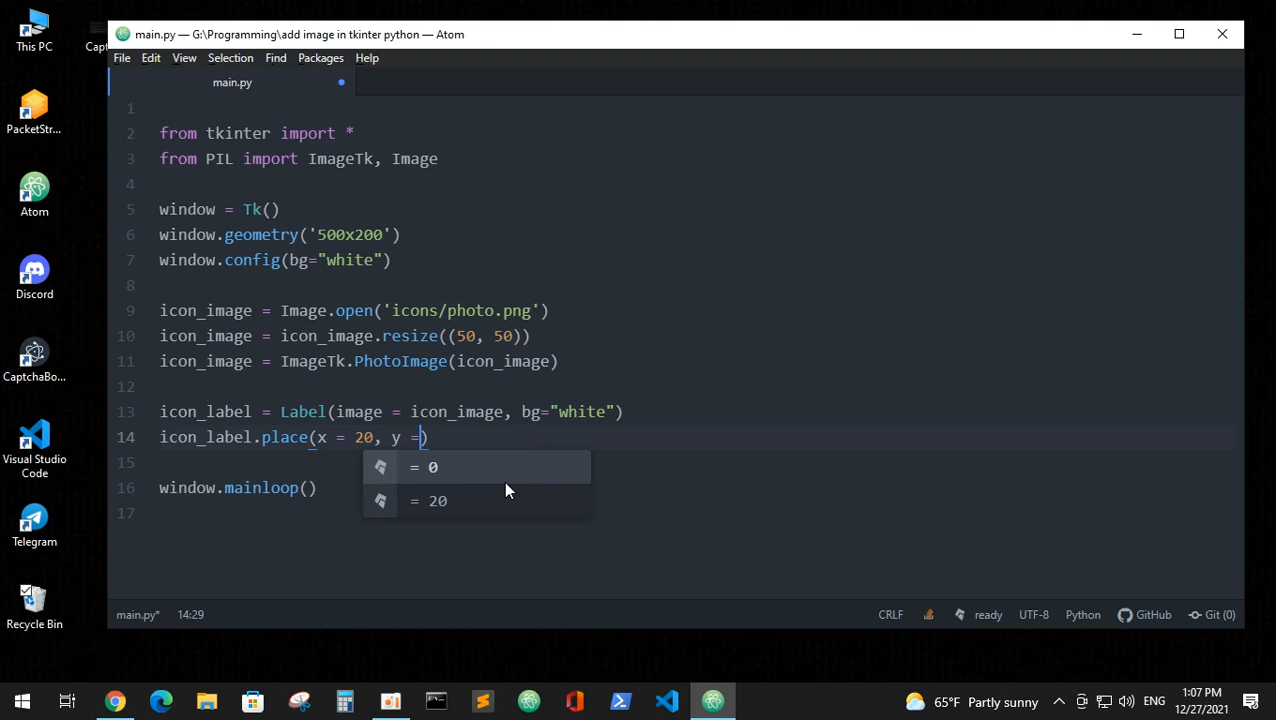 This PC
Capt
PacketStr...
Atom
Discord
CaptchaBo...
Visual Studio
Code
Telegram
Recycle Bin
main.py — G:\Programming\add image in tkinter python — Atom
File Edit View Selection Find Packages Help
main.py
1
2 from tkinter import *
3 from PIL import ImageTk, Image
4
5 window = Tk()
6 window.geometry('500x200')
7 window.config(bg="white")
8
9 icon_image = Image.open('icons/photo.png')
10 icon_image = icon_image.resize((50, 50))
11 icon_image = ImageTk.PhotoImage(icon_image)
12
13 icon_label = Label(image = icon_image, bg="white")
14 icon_label.place(x = 20, y =)
= 0
15
= 20
16 window.mainloop()
17
main.py* 14:29 CRLF ready UTF-8 Python GitHub Git (0)
65°F Partly sunny ENG 1:07 PM
12/27/2021